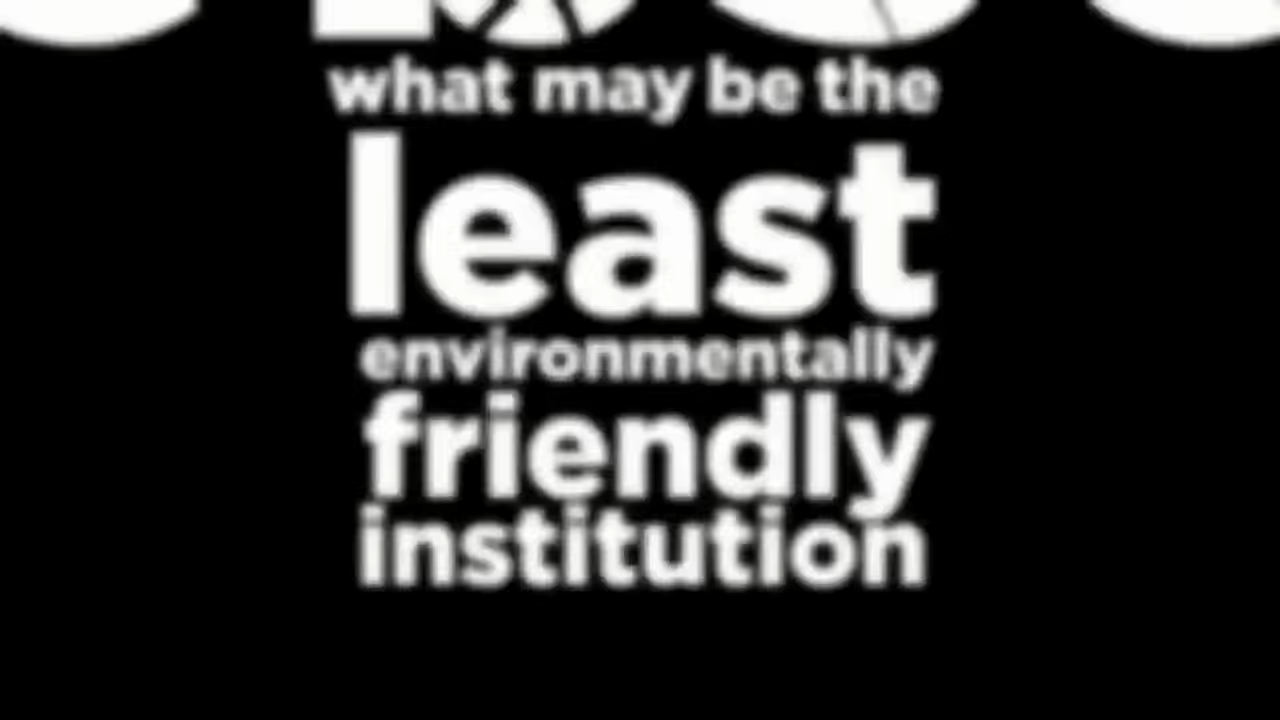 what may be the
least
environmentally
friendly
institution